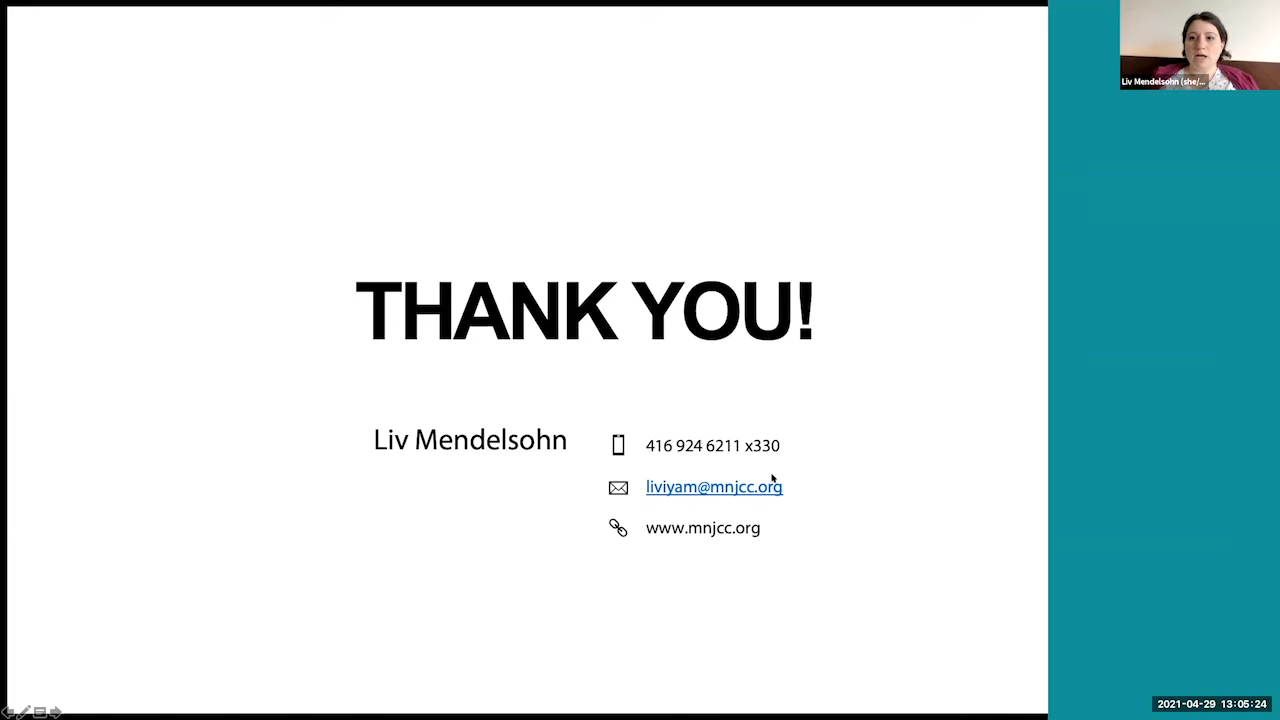 Liv Mendelsohn (she/...
THANK YOU!
Liv Mendelsohn
416 924 6211 x330
liviyam@mnjcc.org
www.mnjcc.org
2021-04-29 13:05:24